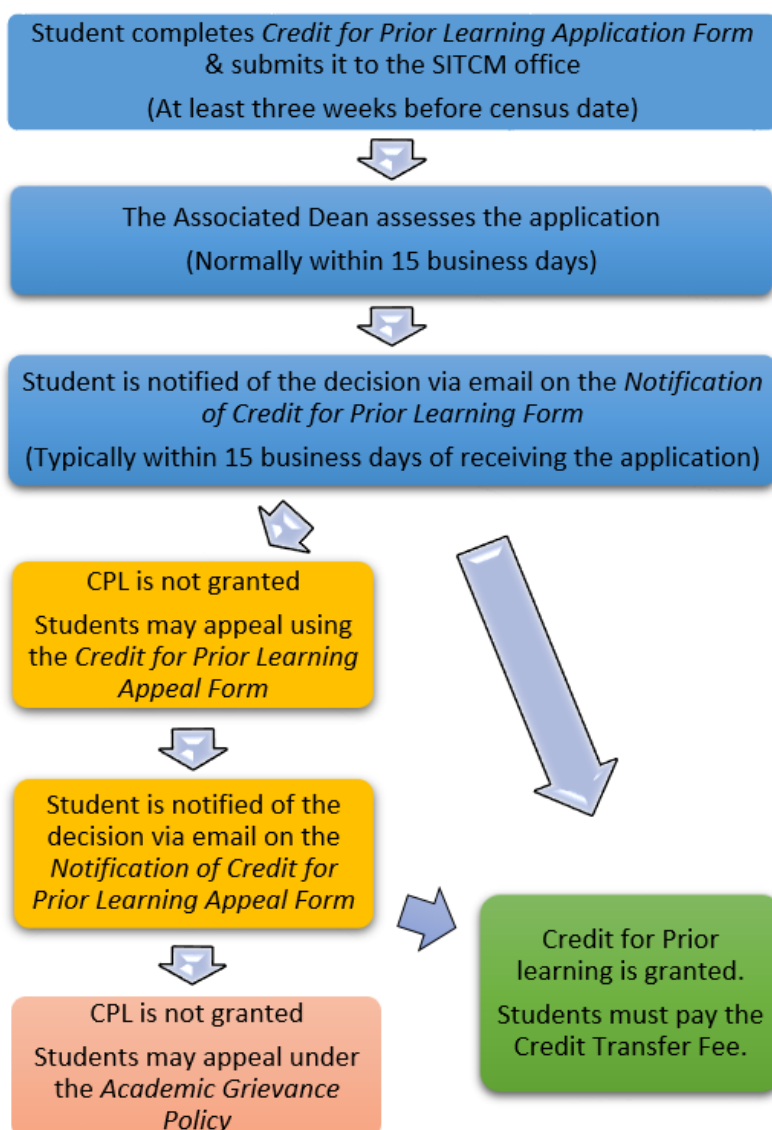 Student completes Credit for Prior Learning Application Form
& submits it to the SITCM office
(At least three weeks before census date)
The Associated Dean assesses the application
(Normally within 15 business days)
Student is notified of the decision via email on the Notification
of Credit for Prior Learning Form
(Typically within 15 business days of receiving the application)
CPL is not granted
Students may appeal using
the Credit for Prior Learning
Appeal Form
Student is notified of the
decision via email on the
Notification of Credit for
Prior Learning Appeal Form
Credit for Prior
learning is granted.
Students must pay the
Credit Transfer Fee.
CPL is not granted
Students may appeal under
the Academic Grievance
Policy